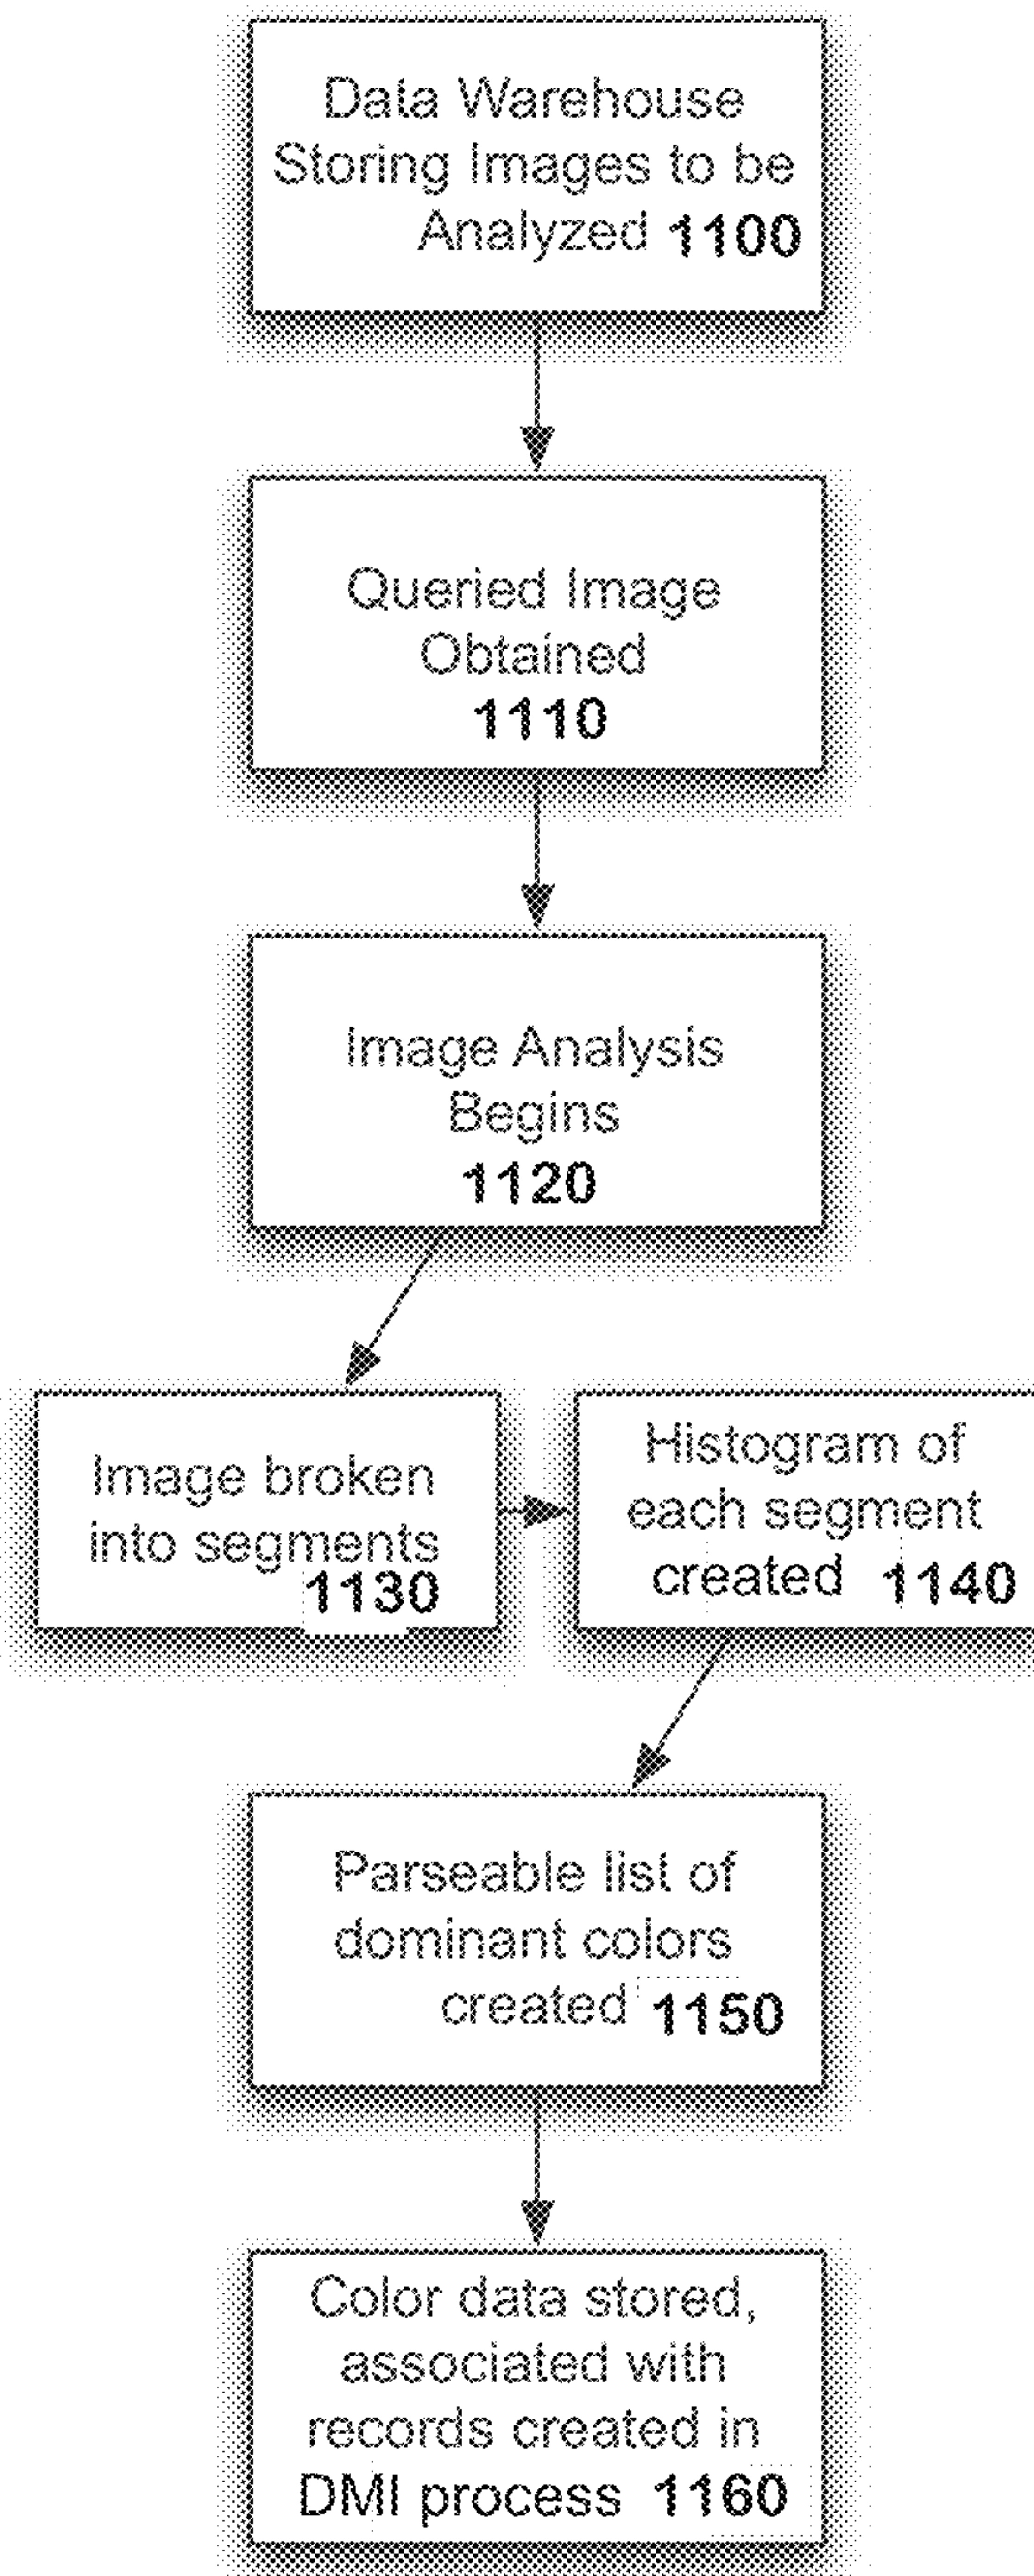 Data Warehouse
Storing Images to be
Analyzed 1100
Queried Image
Obtained
1110
Image Analysis
Begins
1120
Image broken
into segments
1130
Histogram of
each segment
created 1140
Parseable list of
dominant colors
created 1150
Color data stored,
associated with
records created in
DMI process 1160